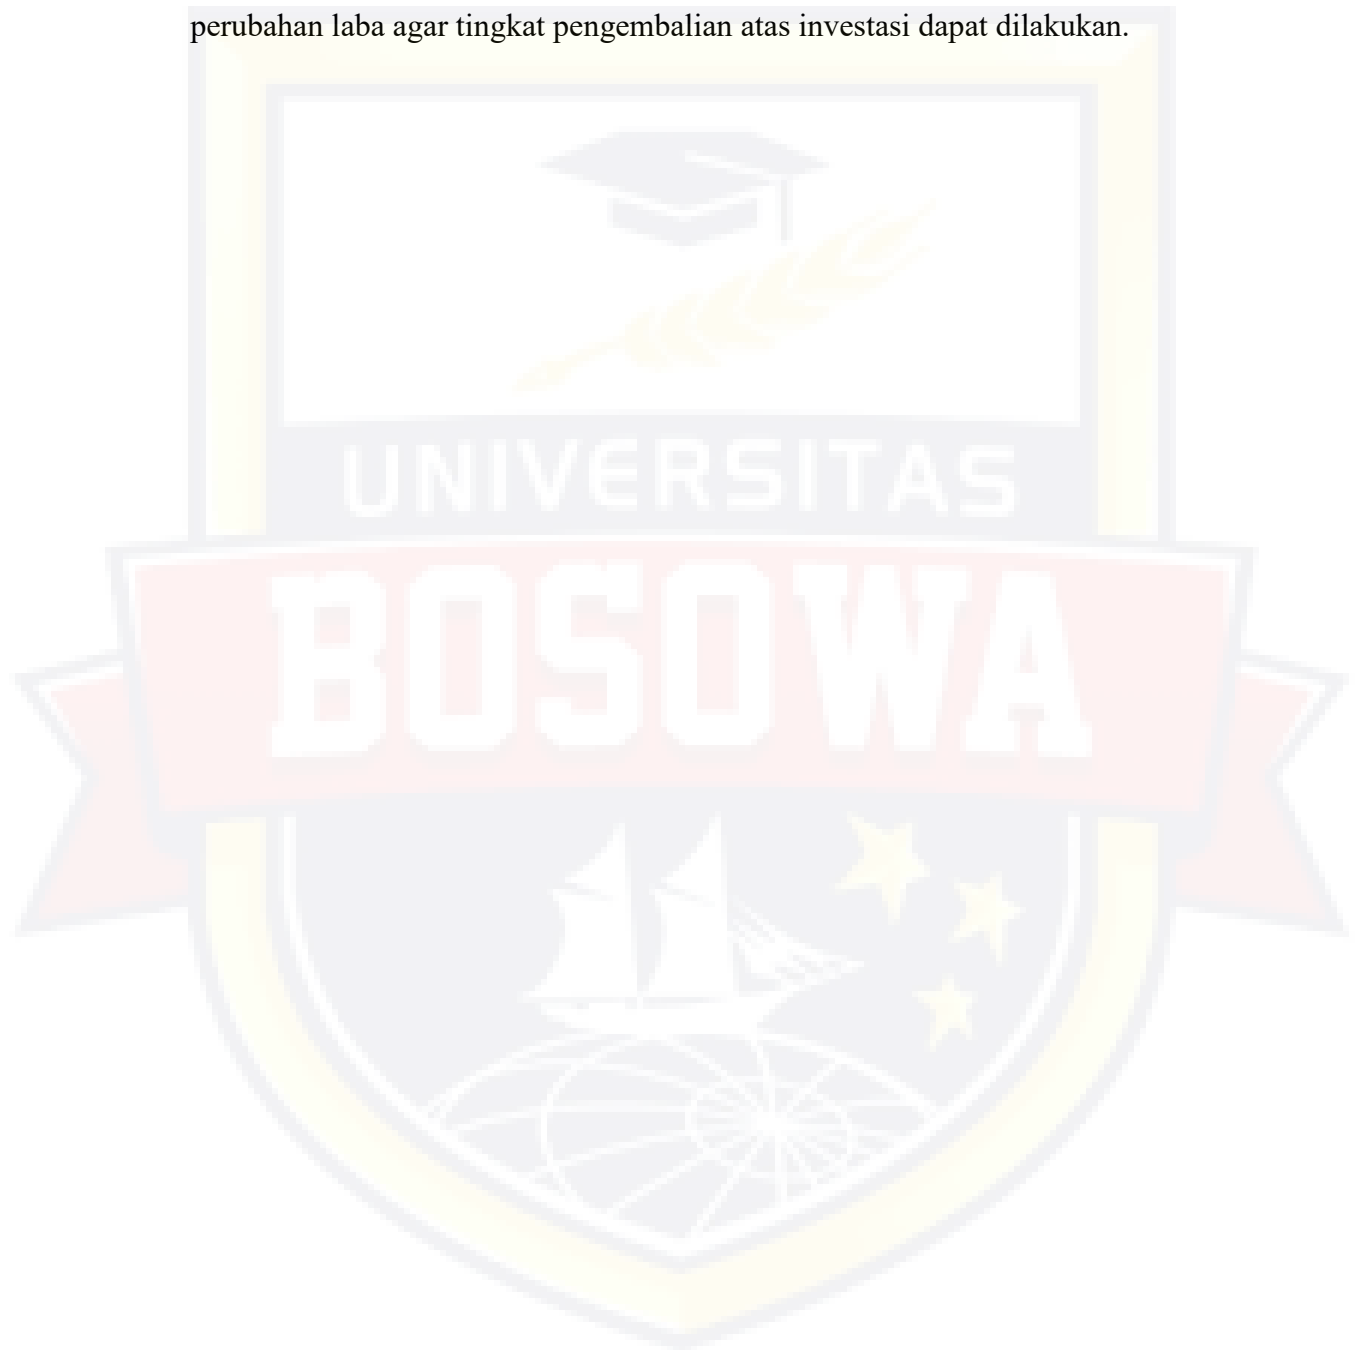 perubahan laba agar tingkat pengembalian atas investasi dapat dilakukan.
UNIVERSITAS
BOSOWA